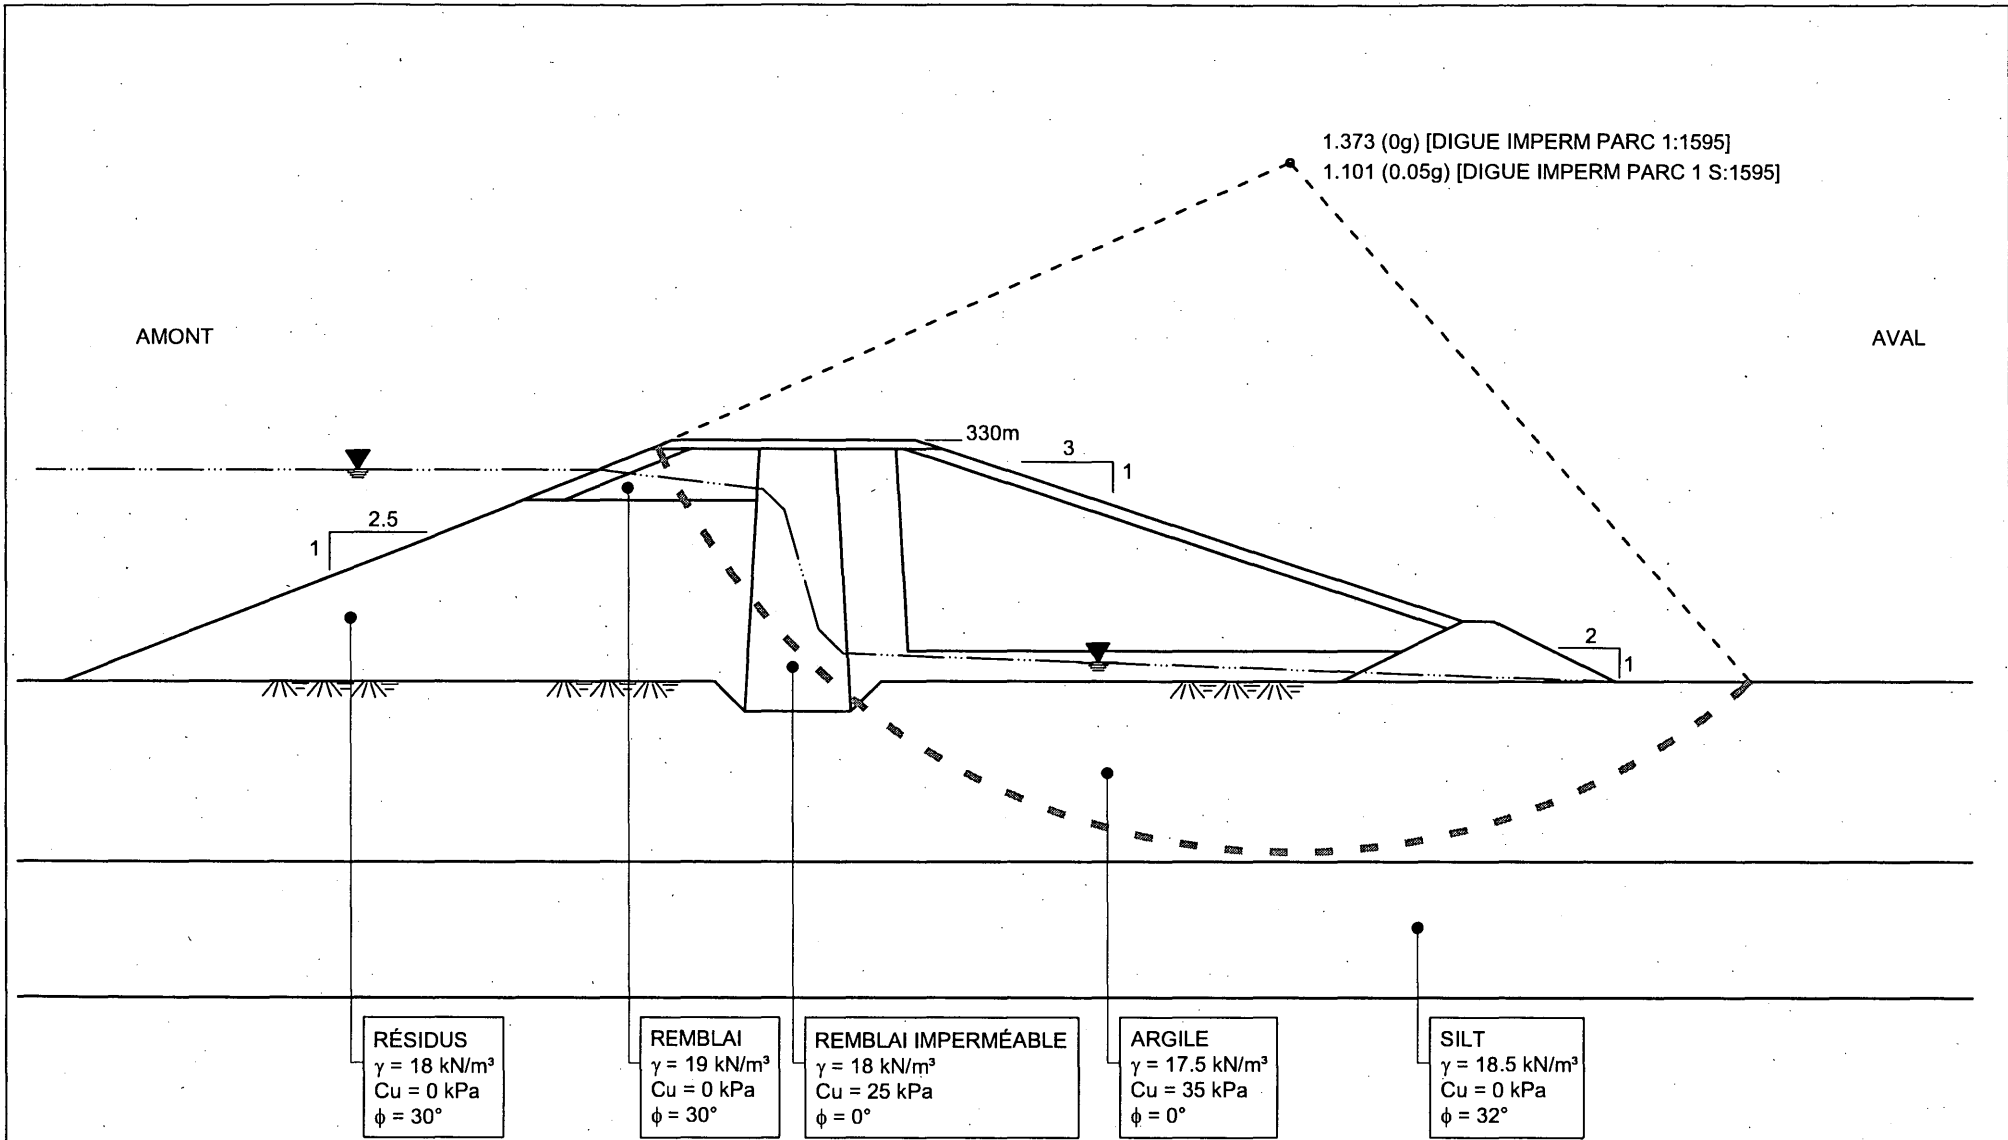 1.373 (0g) [DIGUE IMPERM PARC 1:1595]
1.101 (0.05g) [DIGUE IMPERM PARC 1 S:1595]
AMONT
AVAL
330m
3
1
2.5
1
2
1
RÉSIDUS
γ = 18 kN/m³
Cu = 0 kPa
ϕ = 30°
REMBLAI
γ = 19 kN/m³
Cu = 0 kPa
ϕ = 30°
REMBLAI IMPERMÉABLE
γ = 18 kN/m³
Cu = 25 kPa
ϕ = 0°
ARGILE
γ = 17.5 kN/m³
Cu = 35 kPa
ϕ = 0°
SILT
γ = 18.5 kN/m³
Cu = 0 kPa
ϕ = 32°